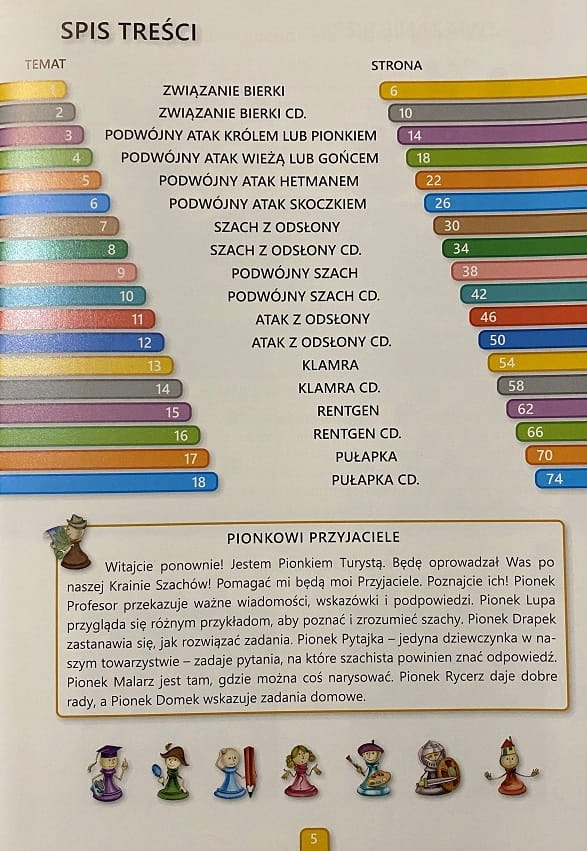 SPIS TREŚCI
TEMAT STRONA
1 ZWIĄZANIE BIERKI 6
2 ZWIĄZANIE BIERKI CD. 10
3 PODWÓJNY ATAK KRÓLEM LUB PIONKIEM 14
4 PODWÓJNY ATAK WIEŻĄ LUB GOŃCEM 18
5 PODWÓJNY ATAK HETMANEM 22
6 PODWÓJNY ATAK SKOCZKIEM 26
7 SZACH Z ODSŁONY 30
8 SZACH Z ODSŁONY CD. 34
9 PODWÓJNY SZACH 38
10 PODWÓJNY SZACH CD. 42
11 ATAK Z ODSŁONY 46
12 ATAK Z ODSŁONY CD. 50
13 KLAMRA 54
14 KLAMRA CD. 58
15 RENTGEN 62
16 RENTGEN CD. 66
17 PUŁAPKA 70
18 PUŁAPKA CD. 74
PIONKOWI PRZYJACIELE
Witajcie ponownie! Jestem Pionkiem Turystą. Będę oprowadzał Was po
naszej Krainie Szachów! Pomagać mi będą moi Przyjaciele. Poznajcie ich! Pionek
Profesor przekazuje ważne wiadomości, wskazówki i podpowiedzi. Pionek Lupa
przygląda się różnym przykładom, aby poznać i zrozumieć szachy. Pionek Drapek
zastanawia się, jak rozwiązać zadania. Pionek Pytajka – jedyna dziewczynka w na-
szym towarzystwie – zadaje pytania, na które szachista powinien znać odpowiedź.
Pionek Malarz jest tam, gdzie można coś narysować. Pionek Rycerz daje dobre
rady, a Pionek Domek wskazuje zadania domowe.
5